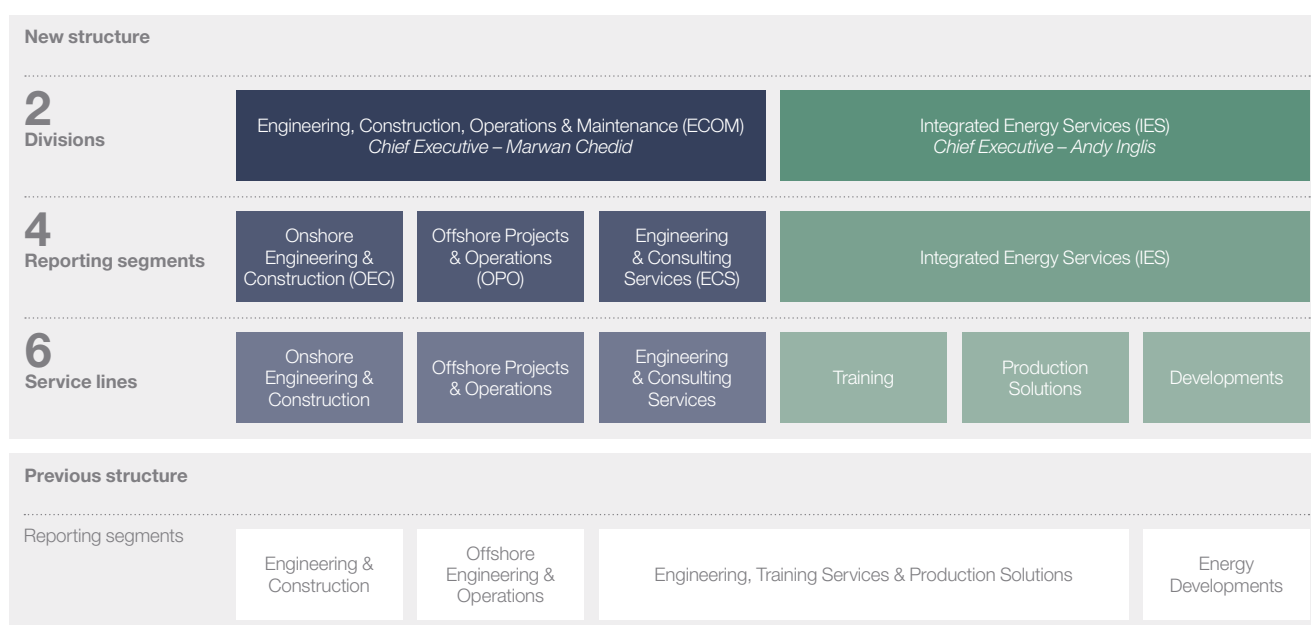 New structure
2
Divisions
Engineering, Construction, Operations & Maintenance (ECOM)
Chief Executive – Marwan Chedid
Integrated Energy Services (IES)
Chief Executive – Andy Inglis
4
Reporting segments
Onshore
Engineering &
Construction (OEC)
Offshore Projects
& Operations
(OPO)
Engineering
& Consulting
Services (ECS)
Integrated Energy Services (IES)
6
Service lines
Onshore
Engineering &
Construction
Offshore Projects
& Operations
Engineering
& Consulting
Services
Training
Production
Solutions
Developments
Previous structure
Reporting segments
Engineering &
Construction
Offshore
Engineering &
Operations
Engineering, Training Services & Production Solutions
Energy
Developments